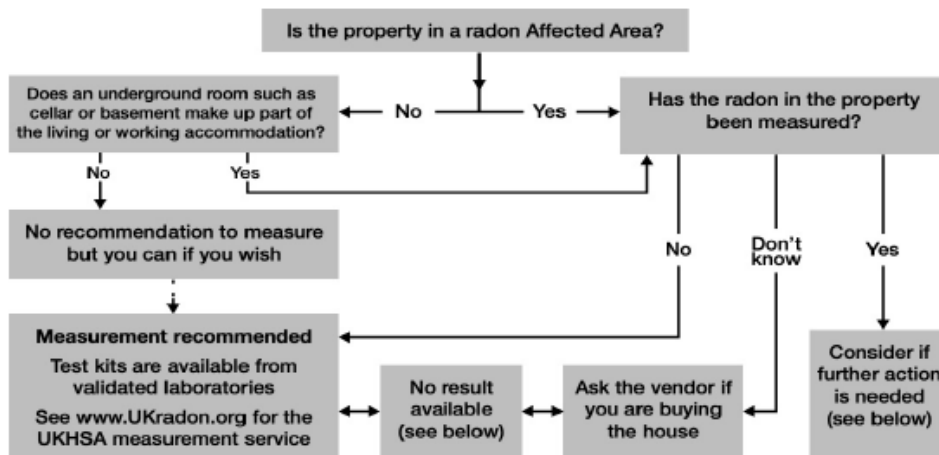 Is the property in a radon Affected Area?
Does an underground room such as
cellar or basement make up part of
the living or working accommodation?
No
Yes
Has the radon in the property
been measured?
No
Yes
No recommendation to measure
but you can if you wish
No
Don't
know
Yes
Measurement recommended
Test kits are available from
validated laboratories
See www.UKradon.org for the
UKHSA measurement service
No result
available
(see below)
Ask the vendor if
you are buying
the house
Consider if
further action
is needed
(see below)